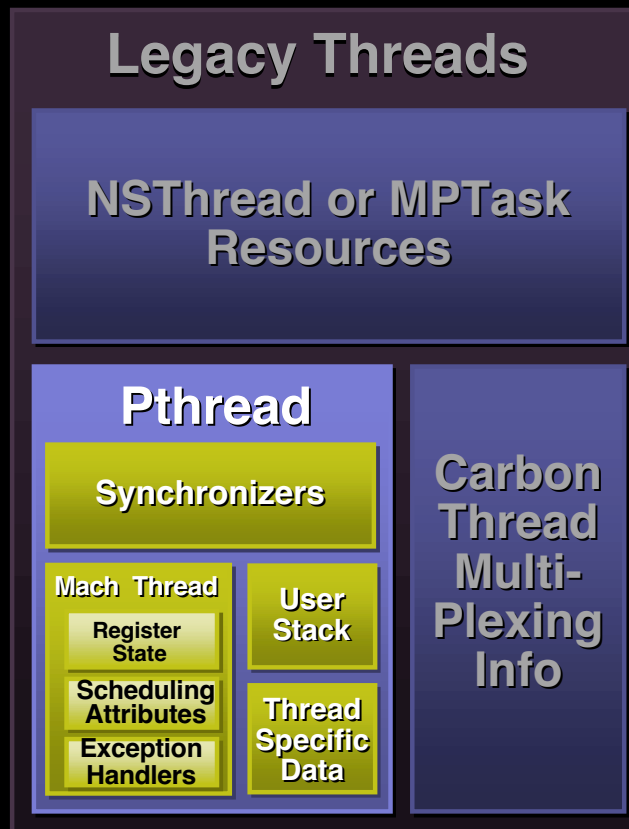 Legacy Threads
NSThread or MPTask
Resources
Pthread
Synchronizers
Mach Thread
Register
State
Scheduling
Attributes
Exception
Handlers
User
Stack
Thread
Specific
Data
Carbon
Thread
Multi-
Plexing
Info